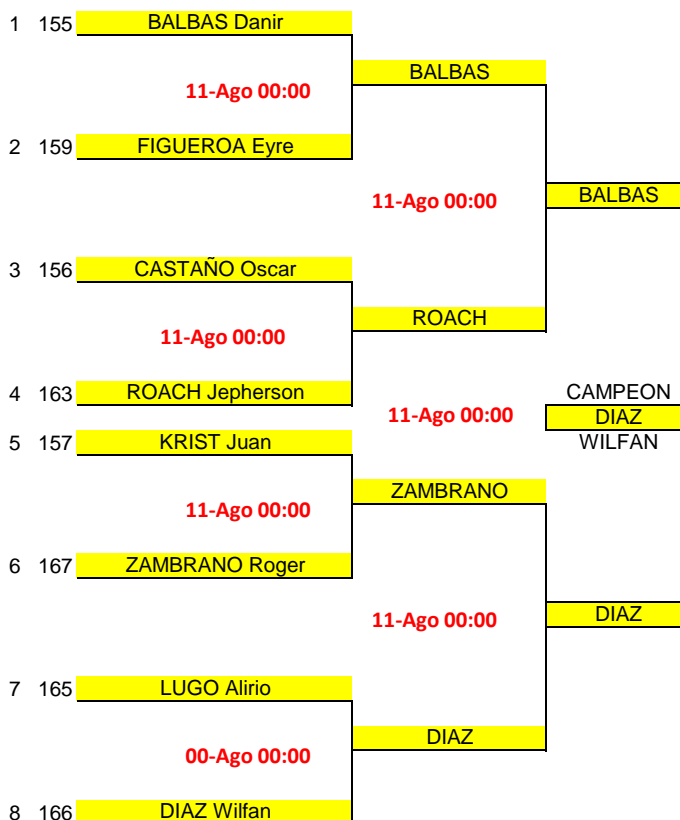 1 155 BALBAS Danir
BALBAS
11-Ago 00:00
2 159 FIGUEROA Eyre
11-Ago 00:00
BALBAS
3 156 CASTAÑO Oscar
ROACH
11-Ago 00:00
4 163 ROACH Jepherson
CAMPEON
11-Ago 00:00
DIAZ
5 157 KRIST Juan
WILFAN
ZAMBRANO
11-Ago 00:00
6 167 ZAMBRANO Roger
11-Ago 00:00
DIAZ
7 165 LUGO Alirio
DIAZ
00-Ago 00:00
8 166 DIAZ Wilfan